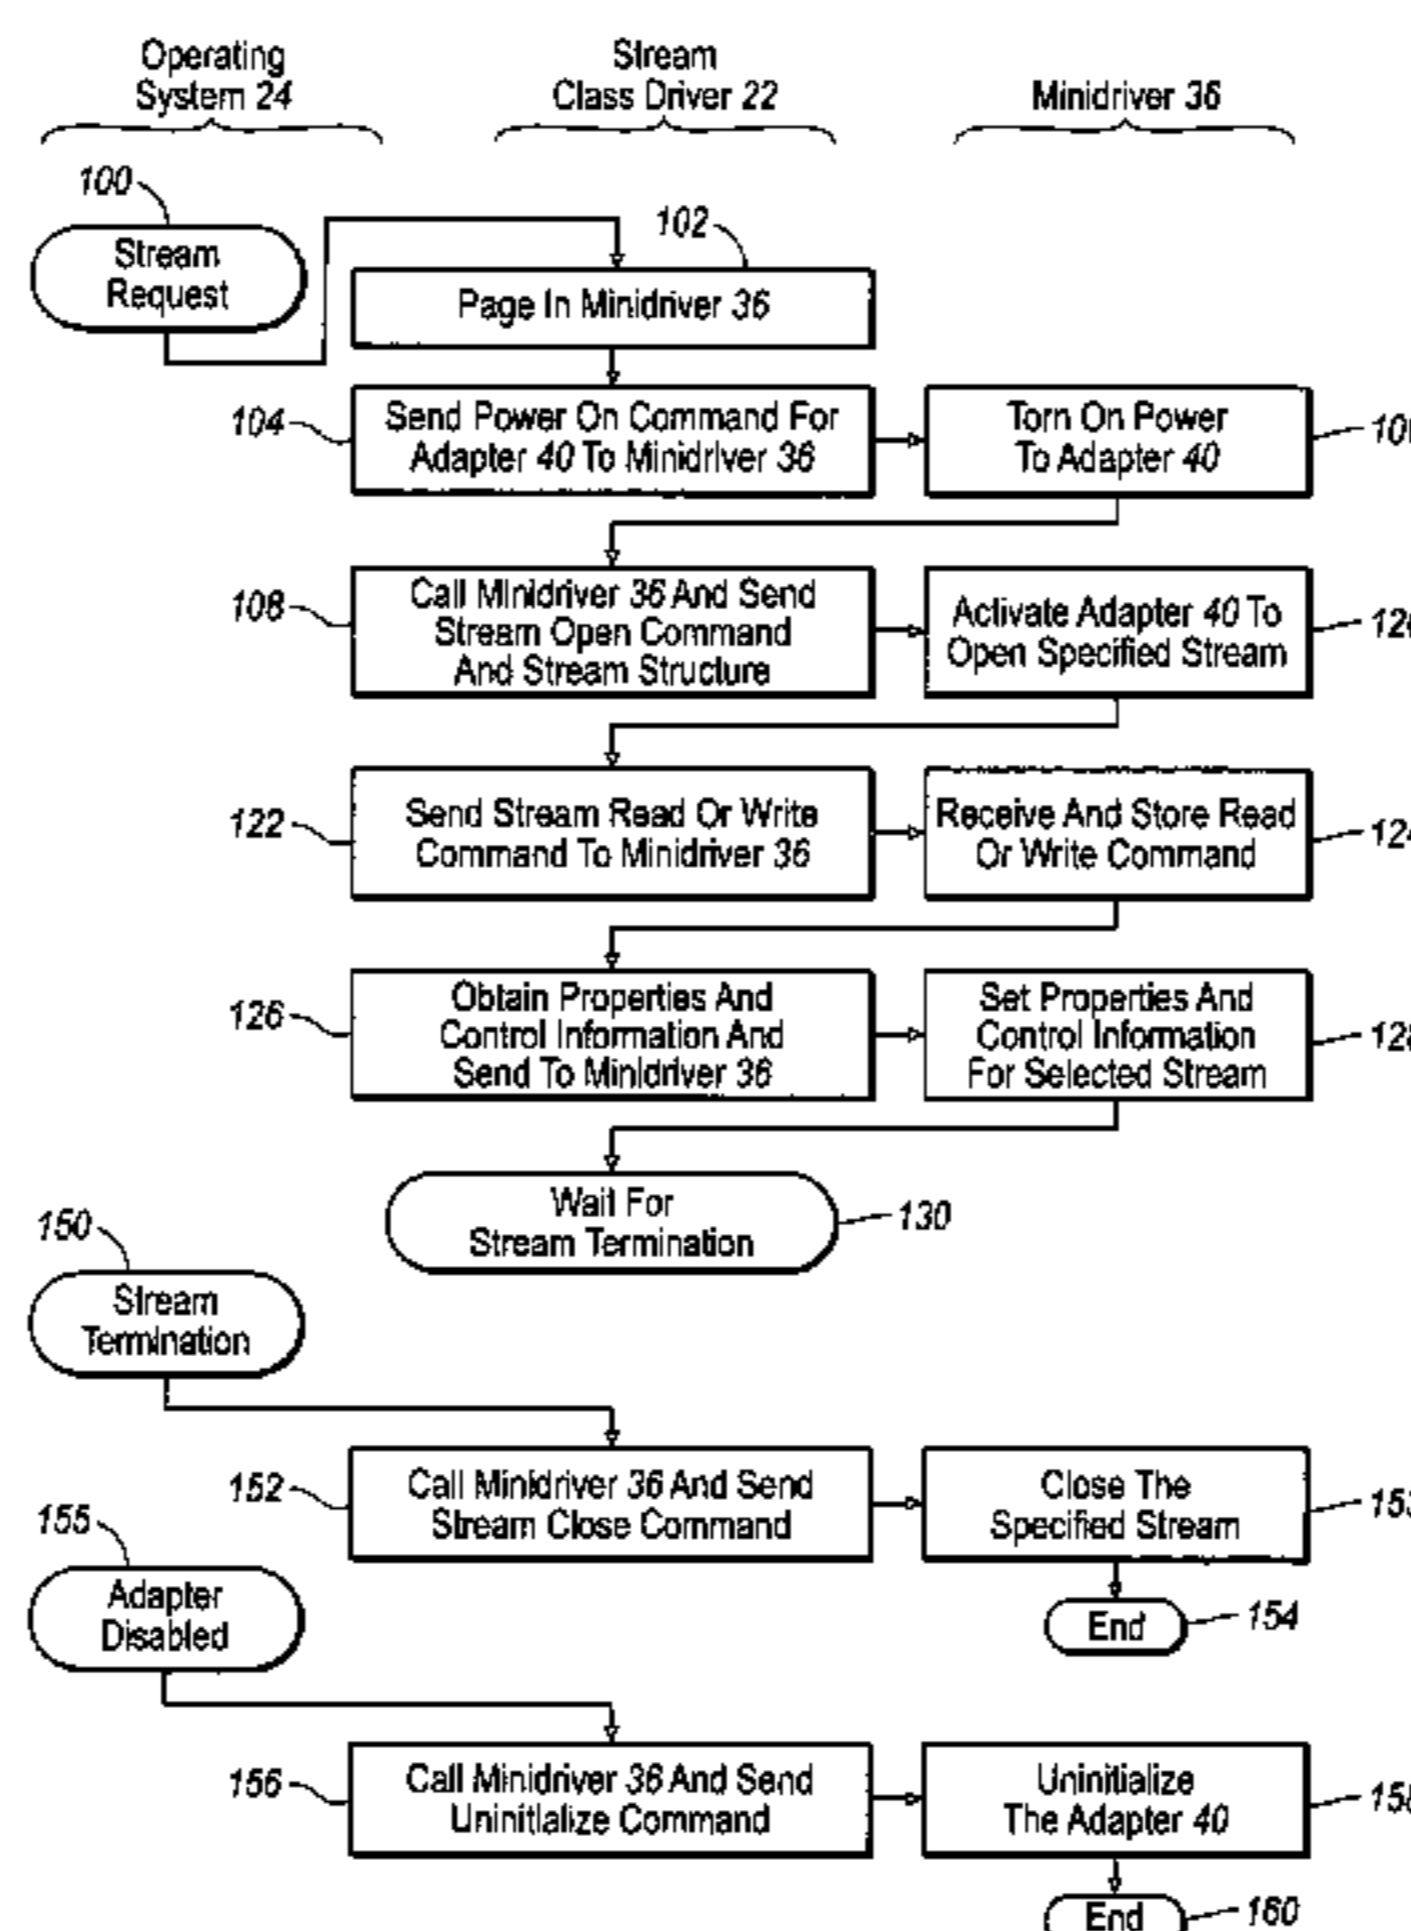 Operating
System 24
Stream
Class Driver 22
Minidriver 36
100
Stream
Request
102
Page In Minidriver 36
104
Send Power On Command For
Adapter 40 To Minidriver 36
Torn On Power
To Adapter 40
108
Call Minidriver 36 And Send
Stream Open Command
And Stream Structure
Activate Adapter 40 To
Open Specified Stream
122
Send Stream Read Or Write
Command To Minidriver 36
Receive And Store Read
Or Write Command
124
126
Obtain Properties And
Control Information And
Send To Minidriver 36
Set Properties And
Control Information
For Selected Stream
128
Wait For
Stream Termination
130
150
Stream
Termination
152
Call Minidriver 36 And Send
Stream Close Command
Close The
Specified Stream
153
End
154
155
Adapter
Disabled
156
Call Minidriver 36 And Send
Uninitialize Command
Uninitialize
The Adapter 40
End
160